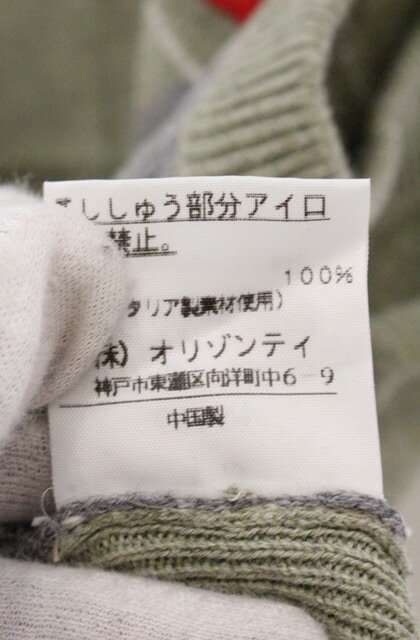 ししゅう部分アイロ
禁止。
100%
タリア製素材使用)
(株) オリゾンティ
神戸市東灘区向洋町中6-9
中国製